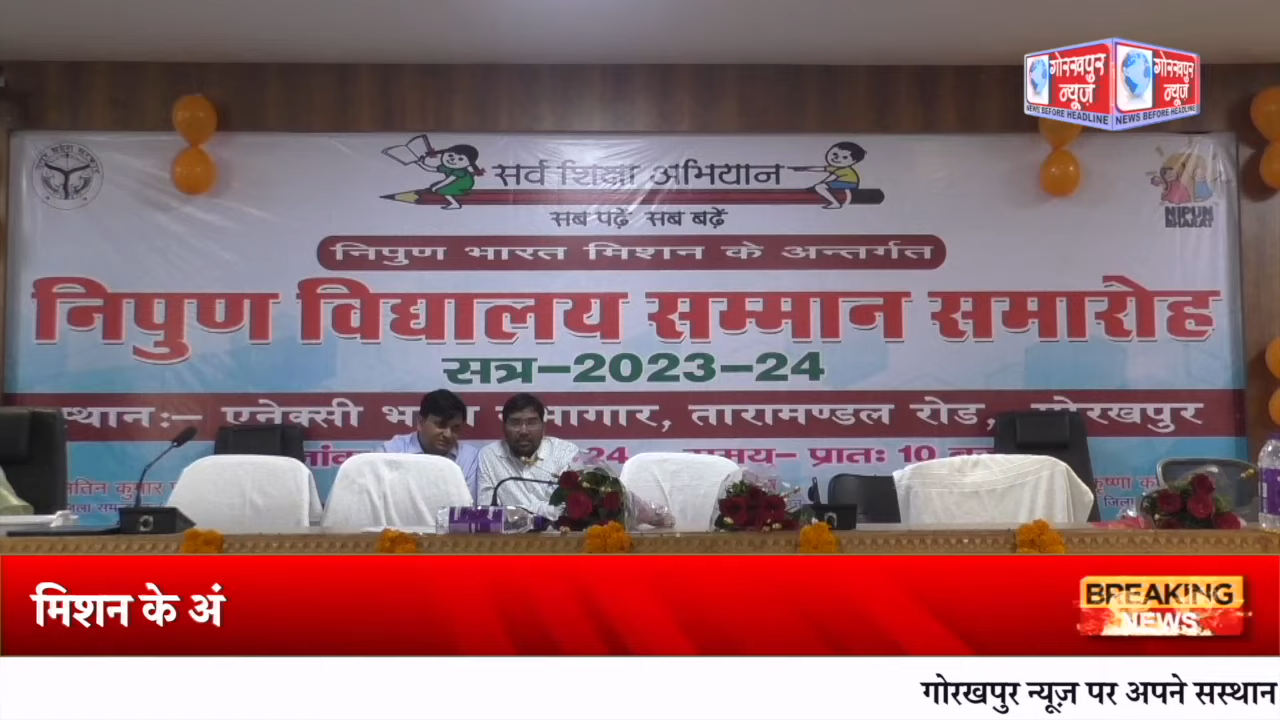 गोरखपुर न्यूज़
NEWS BEFORE HEADLINE
गोरखपुर न्यूज़
NEWS BEFORE HEADLINE
सर्व शिक्षा अभियान
सब पढ़ें सब बढ़ें
NIPUN BHARAT
निपुण भारत मिशन के अन्तर्गत
निपुण विद्यालय सम्मान समारोह
सत्र-2023-24
एनेक्सी तारामण्डल रोड, गोरखपुर
24 समय- प्रातः 10
नितिन कुमार
कृष्णा
जिला
मिशन के अं
BREAKING NEWS
गोरखपुर न्यूज़ पर अपने सस्थान